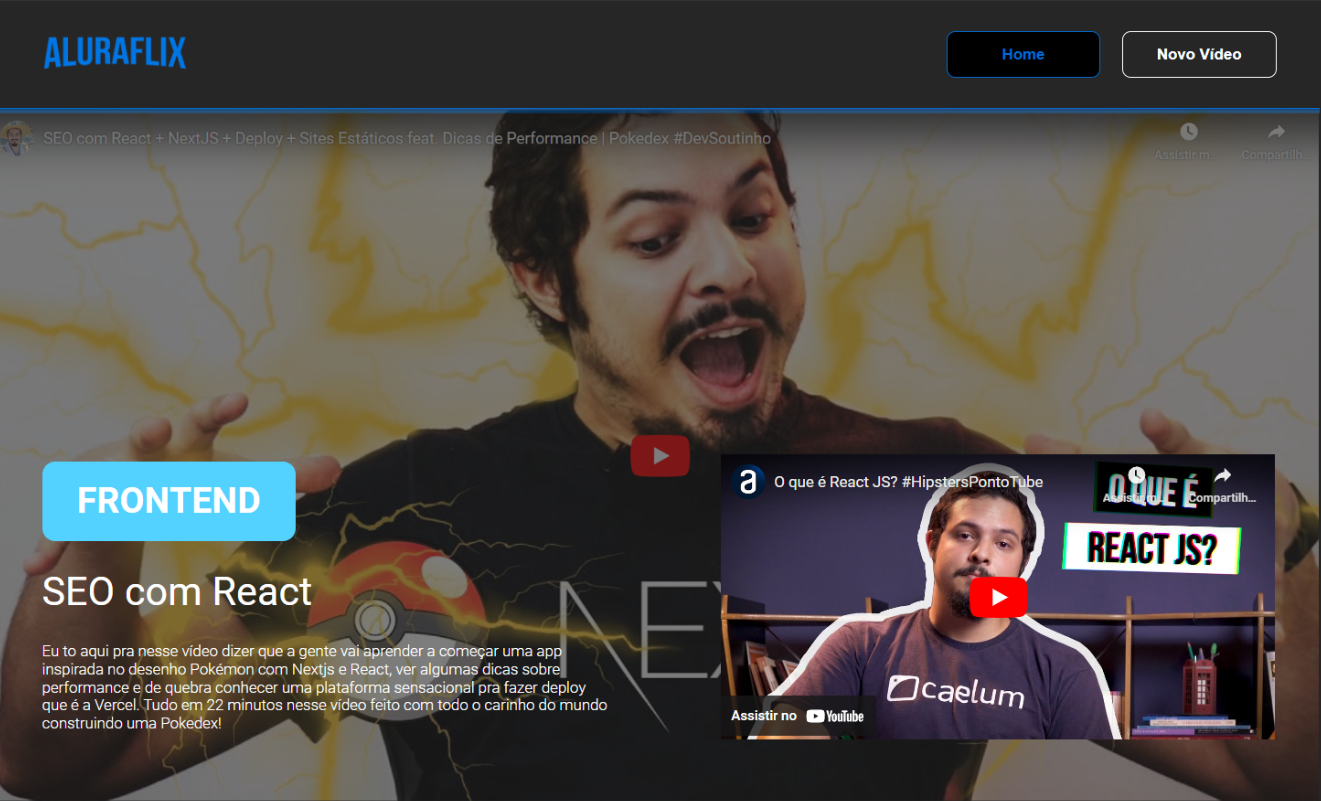 ALURAFLIX
Home
Novo Vídeo
SEO com React + NextJS + Deploy + Sites Estáticos feat. Dicas de Performance | Pokedex #DevSoutinho
Assistir m...
Compartilh...
FRONTEND
SEO com React
Eu to aqui pra nesse vídeo dizer que a gente vai aprender a começar uma app
inspirada no desenho Pokémon com Nextjs e React, ver algumas dicas sobre
performance e de quebra conhecer uma plataforma sensacional pra fazer deploy
que é a Vercel. Tudo em 22 minutos nesse vídeo feito com todo o carinho do mundo
construindo uma Pokedex!
NEX
a
O que é React JS? #HipstersPontoTube
Assistir m...
Compartilh...
O QUE É
REACT JS?
caelum
Assistir no YouTube